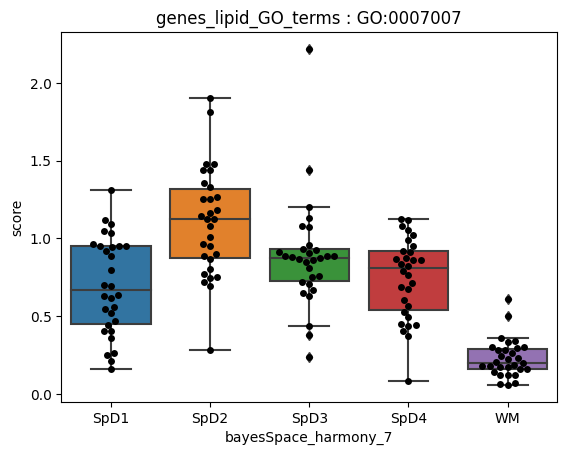 genes_lipid_GO_terms : GO:0007007
score
2.0
1.5
1.0
0.5
0.0
SpD1 SpD2 SpD3 SpD4 WM
bayesSpace_harmony_7